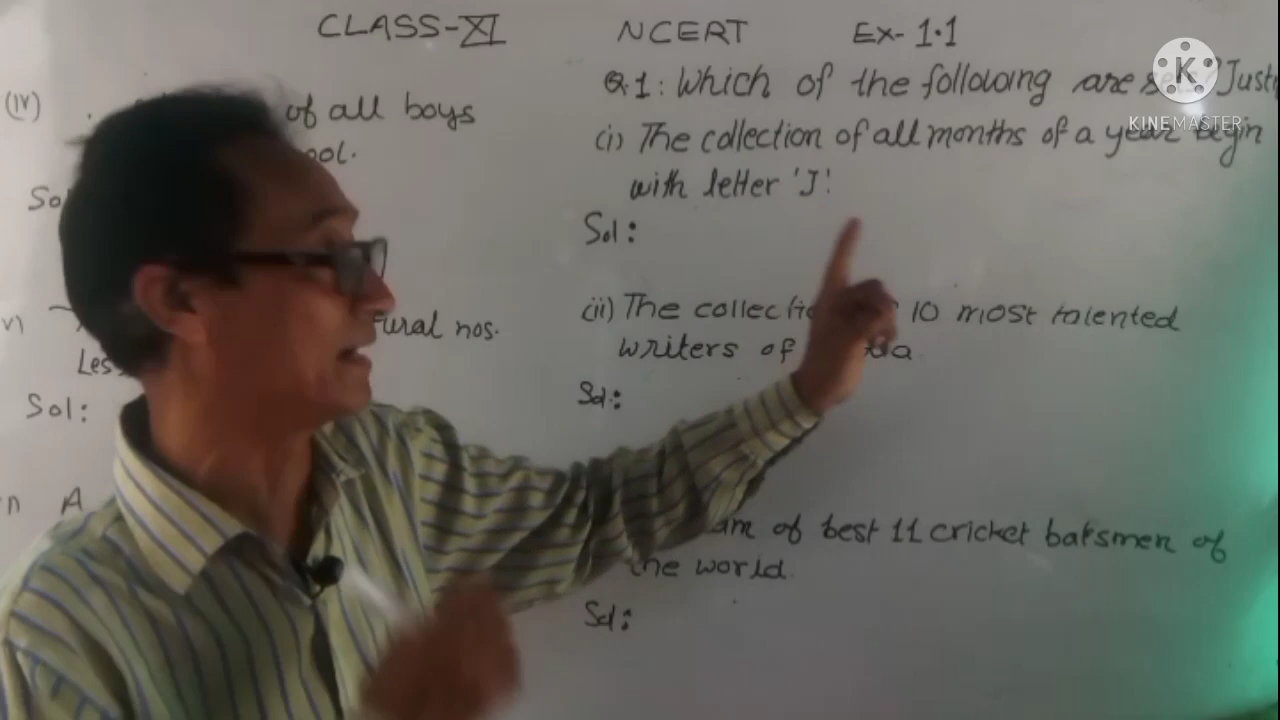 CLASS-XI NCERT EX-1.1
(iv) of all boys
Sol
v) nos.
Les
Sol:
n A
Q.1: Which of the following are
(i) The collection of all months of a year begin
with letter 'J'.
Sol:
(ii) The 10 most talented
writers of
Sol:
of best 11 cricket batsmen of
the world.
Sol:
KINEMASTER
K